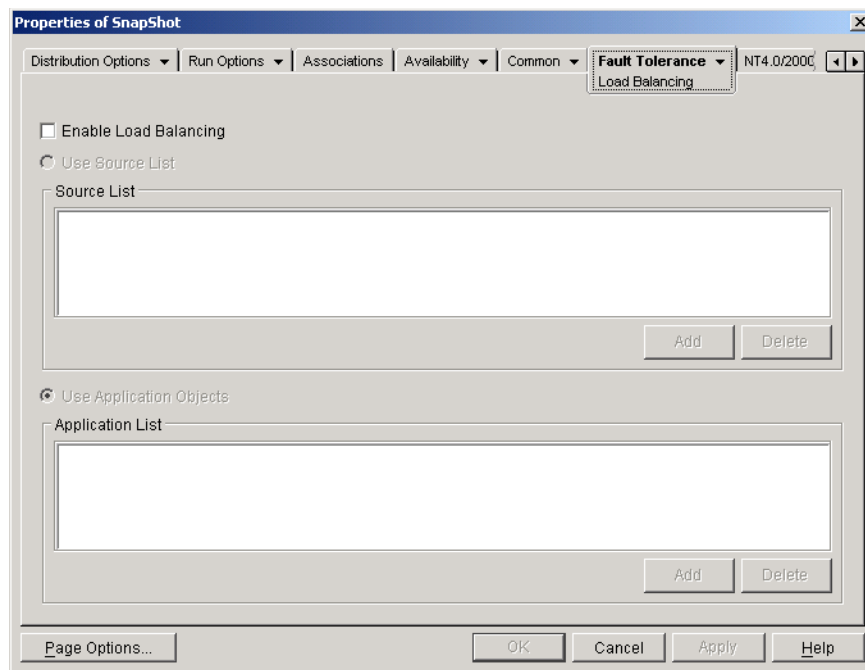 Properties of SnapShot
Distribution Options Run Options Associations Availability Common Fault Tolerance NT4.0/2000
Load Balancing
Enable Load Balancing
Use Source List
Source List
Add Delete
Use Application Objects
Application List
Add Delete
Page Options... OK Cancel Apply Help